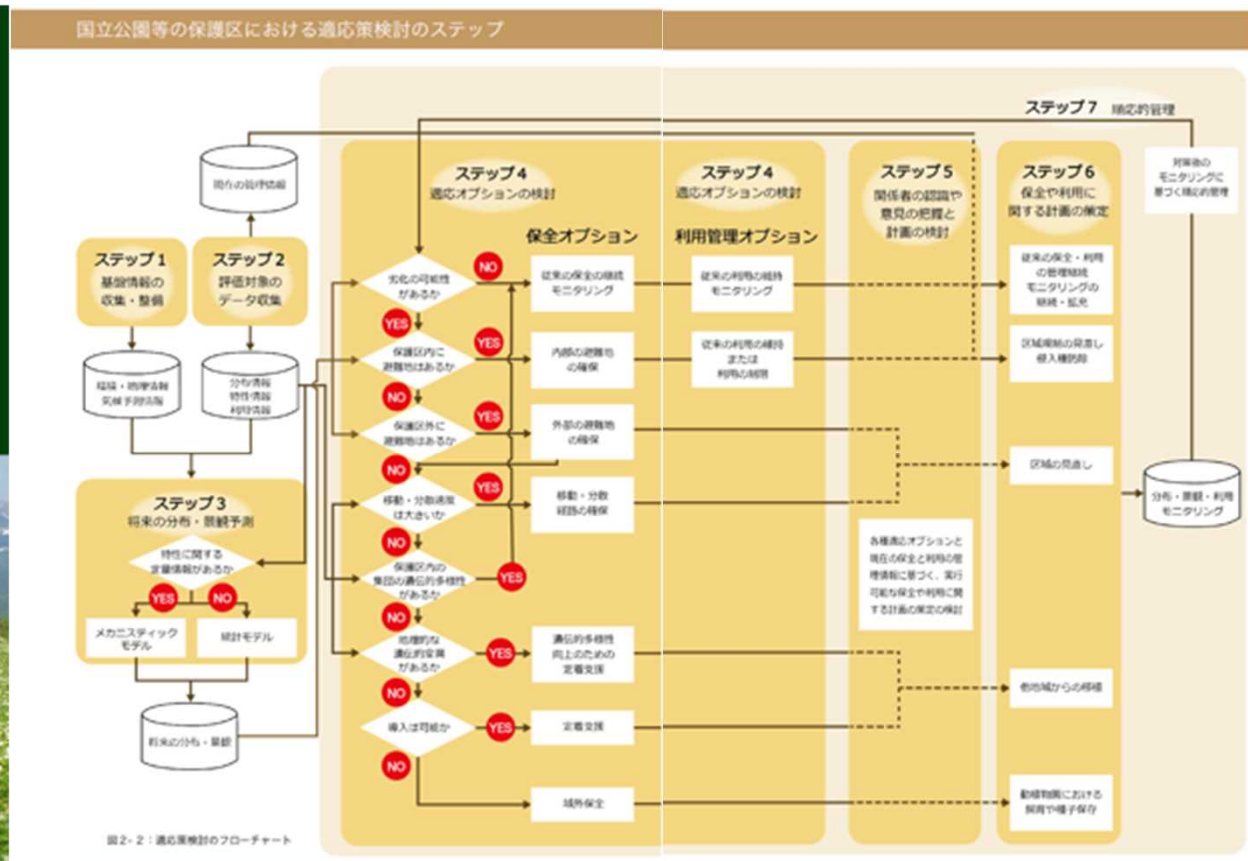 国立公園等の保護区における適応策検討のステップ
ステップ7 順応的管理
対策後の
モニタリングに
基づく順応的管理
現在の管理情報
ステップ1
基盤情報の
収集・整備
ステップ2
評価対象の
データ収集
気候予測情報
分布情報
特性情報
利用情報
ステップ3
将来の分布・景観予測
特性に関する
定量情報があるか
YES
NO
メカニスティック
モデル
統計モデル
将来の分布・景観
ステップ4
適応オプションの検討
保全オプション
劣化の可能性
があるか
NO
従来の保全の継続
モニタリング
YES
保護区内に
避難地はあるか
YES
内部の避難地
の確保
NO
保護区外に
避難地はあるか
YES
外部の避難地
の確保
NO
移動・分散速度
は大きいか
YES
移動・分散
経路の確保
NO
保護区内の
集団の遺伝的多様性
があるか
YES
NO
地理的な
遺伝的変異
があるか
YES
遺伝的多様性
向上のための
定着支援
NO
導入は可能か
YES
定着支援
NO
域外保全
ステップ4
適応オプションの検討
利用管理オプション
従来の利用の維持
モニタリング
従来の利用の維持
または
利用の制限
ステップ5
関係者の認識や
意見の把握と
計画の検討
各種適応オプションと
現在の保全と利用の管
理情報に基づく、実行
可能な保全や利用に関
する計画の策定の検討
ステップ6
保全や利用に
関する計画の策定
従来の保全・利用
の管理継続
モニタリングの
継続・拡充
侵入種防除
区域の見直し
他地域からの移植
動植物園における
飼育や種子保存
分布・景観・利用
モニタリング
図2-2：適応策検討のフローチャート